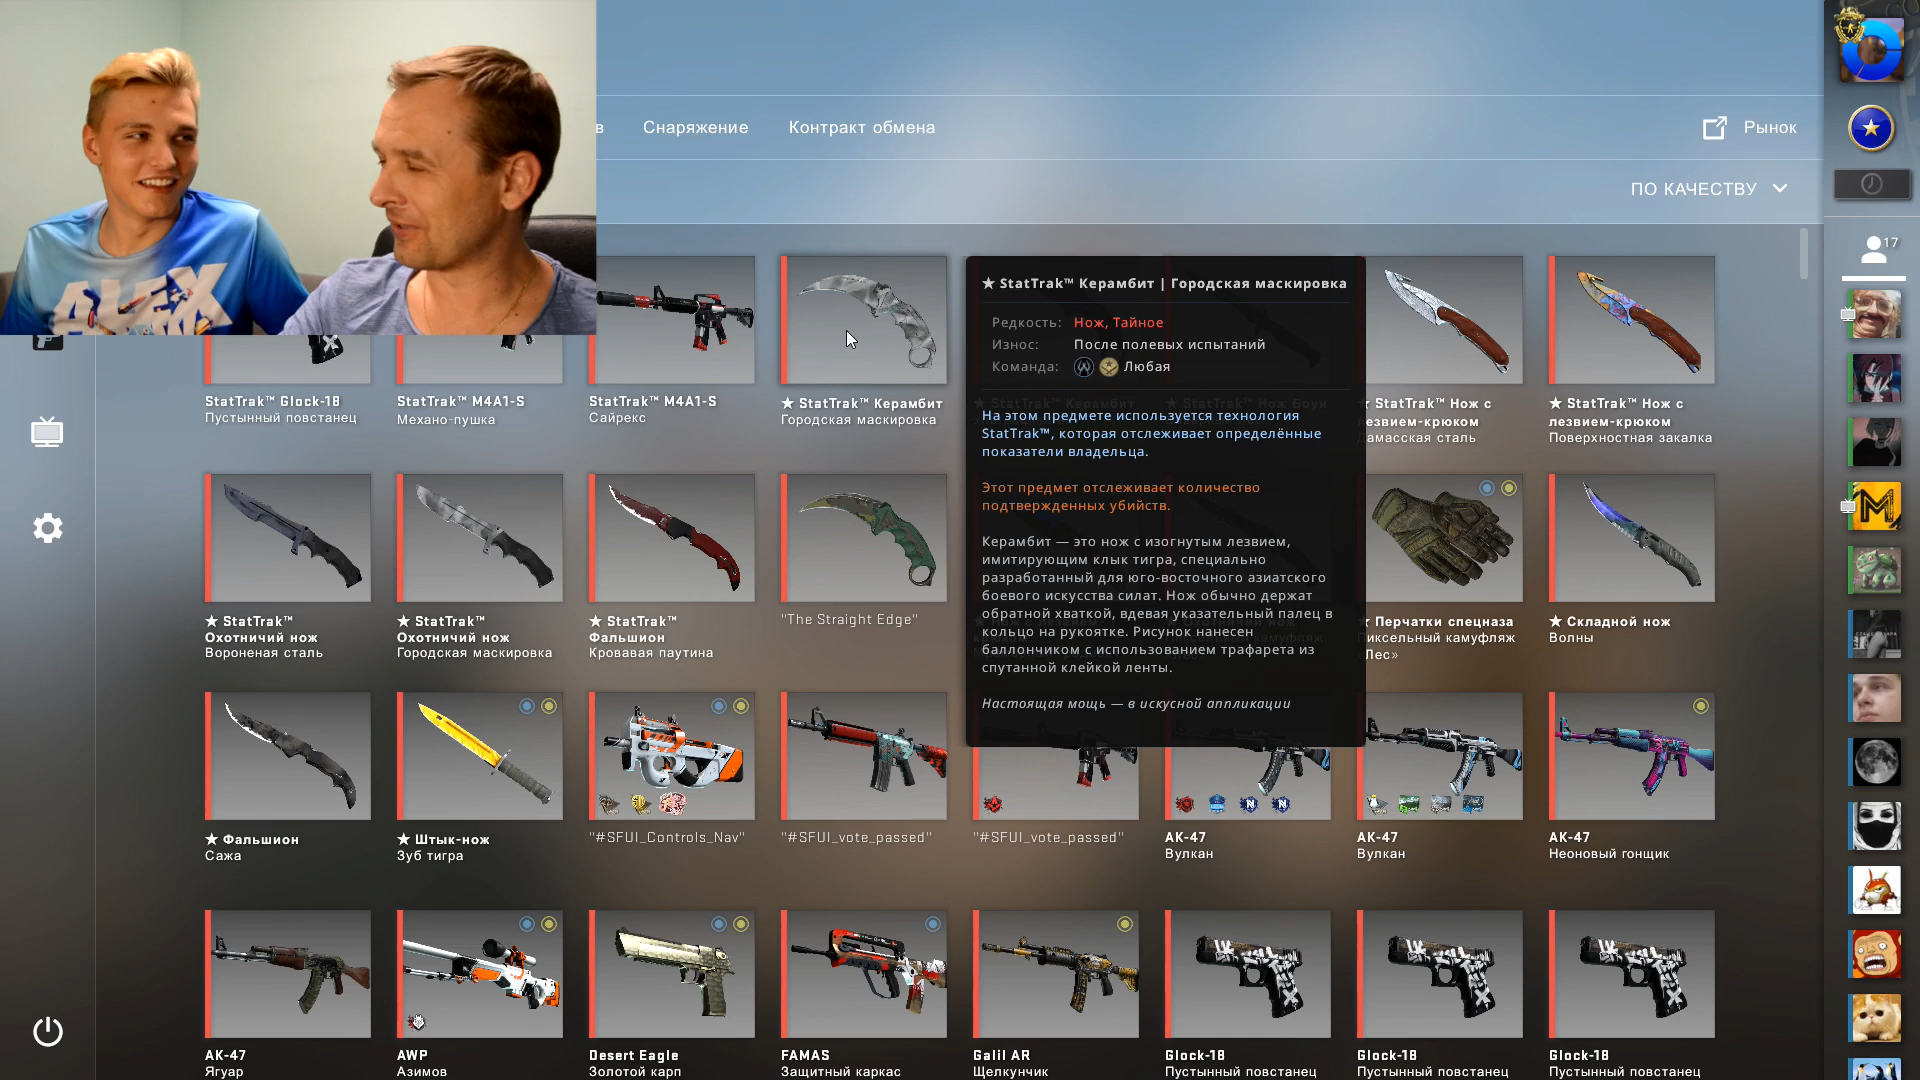 ALEX
в
Снаряжение
Контракт обмена
Рынок
ПО КАЧЕСТВУ
17
StatTrak™ Glock-18
Пустынный повстанец
StatTrak™ M4A1-S
Механо-пушка
StatTrak™ M4A1-S
Сайрекс
★ StatTrak™ Керамбит
Городская маскировка
★ StatTrak™ Керамбит | Городская маскировка
Редкость: Нож, Тайное
Износ: После полевых испытаний
Команда: Любая
На этом предмете используется технология
StatTrak™, которая отслеживает определённые
показатели владельца.
Этот предмет отслеживает количество
подтвержденных убийств.
Керамбит — это нож с изогнутым лезвием,
имитирующим клык тигра, специально
разработанный для юго-восточного азиатского
боевого искусства силат. Нож обычно держат
обратной хваткой, вдевая указательный палец в
кольцо на рукоятке. Рисунок нанесен
баллончиком с использованием трафарета из
спутанной клейкой ленты.
Настоящая мощь — в искусной аппликации
★ StatTrak™ Нож с
лезвием-крюком
Дамасская сталь
★ StatTrak™ Нож с
лезвием-крюком
Поверхностная закалка
★ StatTrak™
Охотничий нож
Вороненая сталь
★ StatTrak™
Охотничий нож
Городская маскировка
★ StatTrak™
Фальшион
Кровавая паутина
"The Straight Edge"
★ Перчатки спецназа
Пиксельный камуфляж
«Лес»
★ Складной нож
Волны
★ Фальшион
Сажа
★ Штык-нож
Зуб тигра
"#SFUI_Controls_Nav"
"#SFUI_vote_passed"
"#SFUI_vote_passed"
AK-47
Вулкан
AK-47
Вулкан
AK-47
Неоновый гонщик
AK-47
Ягуар
AWP
Азимов
Desert Eagle
Золотой карп
FAMAS
Защитный каркас
Galil AR
Щелкунчик
Glock-18
Пустынный повстанец
Glock-18
Пустынный повстанец
Glock-18
Пустынный повстанец